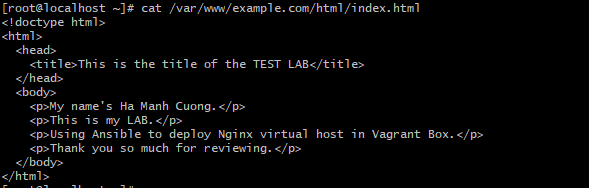 [root@localhost ~]# cat /var/www/example.com/html/index.html
<!doctype html>
<html>
  <head>
    <title>This is the title of the TEST LAB</title>
  </head>
  <body>
    <p>My name's Ha Manh Cuong.</p>
    <p>This is my LAB.</p>
    <p>Using Ansible to deploy Nginx virtual host in Vagrant Box.</p>
    <p>Thank you so much for reviewing.</p>
  </body>
</html>
[root@localhost ~]#